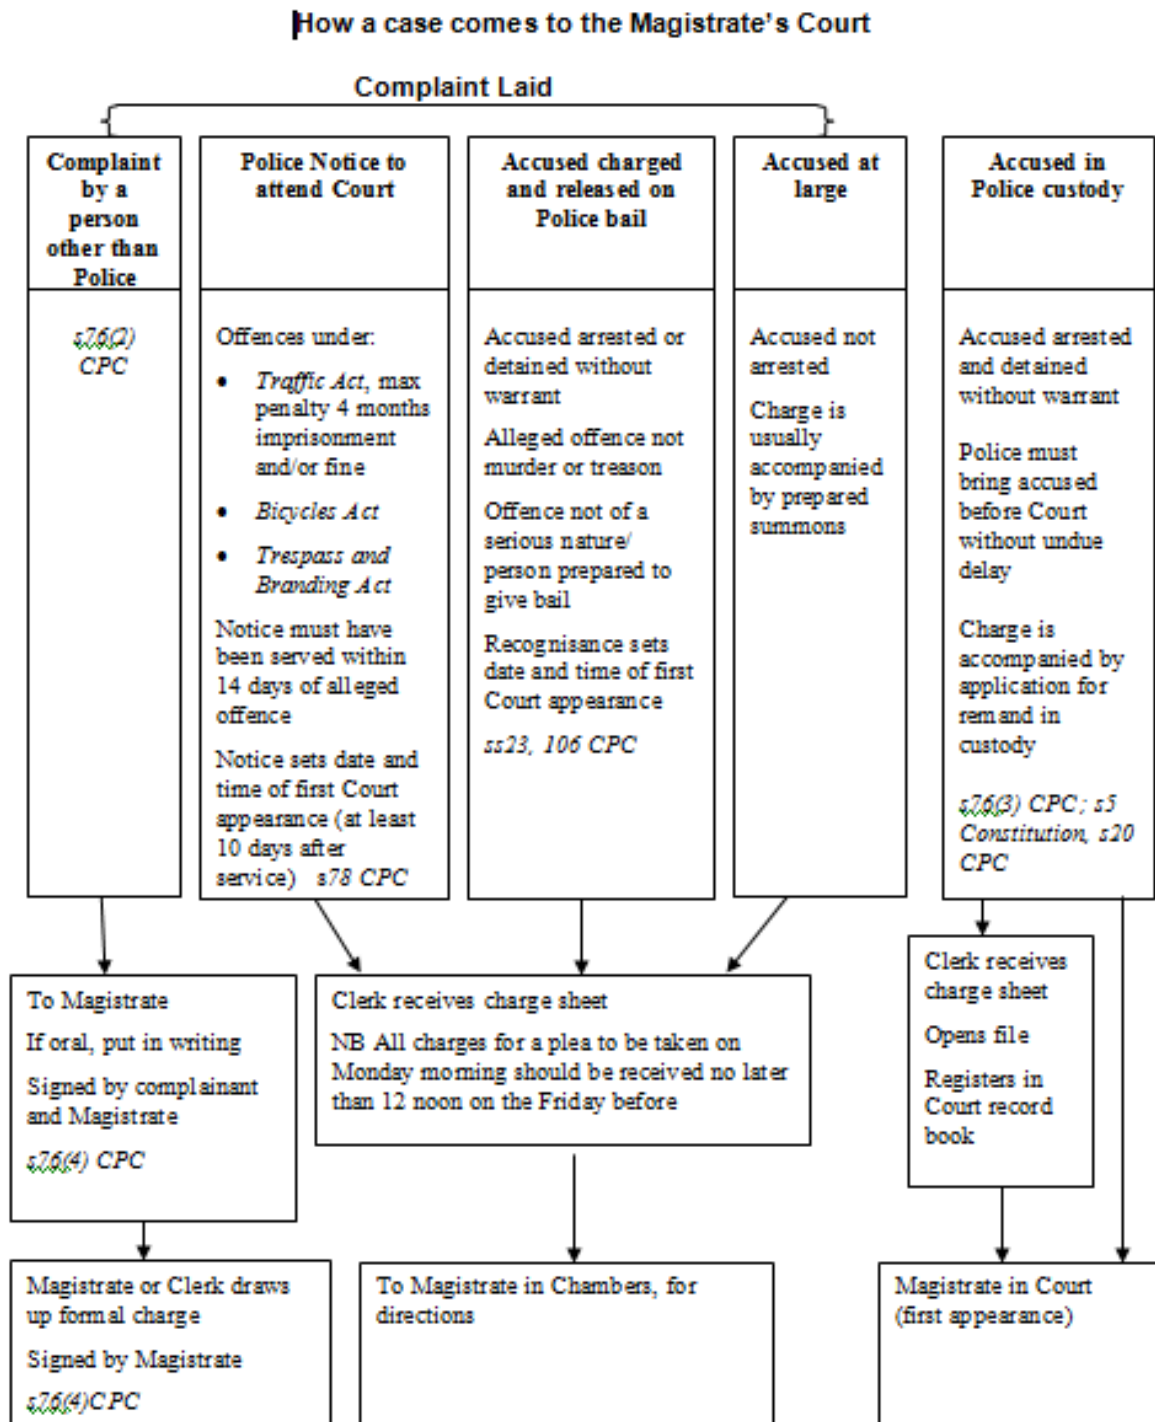 How a case comes to the Magistrate's Court
Complaint Laid
Complaint
by a
person
other than
Police
s76(2)
CPC
Police Notice to
attend Court
Offences under:
• Traffic Act, max
penalty 4 months
imprisonment
and/or fine
• Bicycles Act
• Trespass and
Branding Act
Notice must have
been served within
14 days of alleged
offence
Notice sets date and
time of first Court
appearance (at least
10 days after
service) s78 CPC
Accused charged
and released on
Police bail
Accused arrested or
detained without
warrant
Alleged offence not
murder or treason
Offence not of a
serious nature/
person prepared to
give bail
Recognisance sets
date and time of first
Court appearance
ss23, 106 CPC
Accused at
large
Accused not
arrested
Charge is
usually
accompanied
by prepared
summons
Accused in
Police custody
Accused arrested
and detained
without warrant
Police must
bring accused
before Court
without undue
delay
Charge is
accompanied by
application for
remand in
custody
s76(3) CPC; s5
Constitution, s20
CPC
To Magistrate
If oral, put in writing
Signed by complainant
and Magistrate
s76(4) CPC
Clerk receives charge sheet
NB All charges for a plea to be taken on
Monday morning should be received no later
than 12 noon on the Friday before
Clerk receives
charge sheet
Opens file
Registers in
Court record
book
Magistrate or Clerk draws
up formal charge
Signed by Magistrate
s76(4)CPC
To Magistrate in Chambers, for
directions
Magistrate in Court
(first appearance)